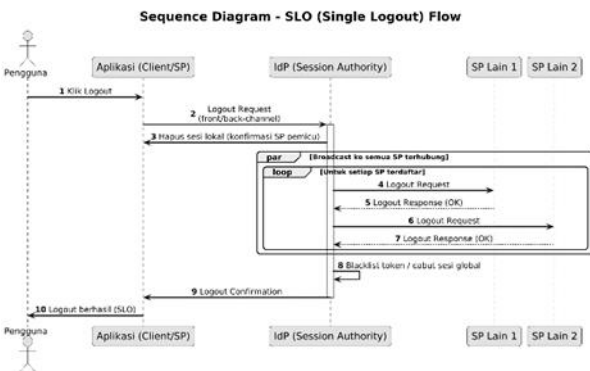 Sequence Diagram - SLO (Single Logout) Flow
Pengguna
Aplikasi (Client/SP)
IdP (Session Authority)
SP Lain 1
SP Lain 2
1 Klik Logout
2 Logout Request
(front/back-channel)
3 Hapus sesi lokal (konfirmasi SP pemicu)
par [Broadcast ke semua SP terhubung]
loop [Untuk setiap SP terdaftar]
4 Logout Request
5 Logout Response (OK)
6 Logout Request
7 Logout Response (OK)
8 Blacklist token / cabut sesi global
9 Logout Confirmation
10 Logout berhasil (SLO)
Pengguna
Aplikasi (Client/SP)
IdP (Session Authority)
SP Lain 1
SP Lain 2